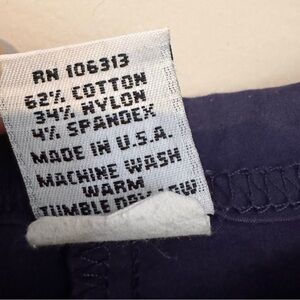 RN 106313
62% COTTON
34% NYLON
4% SPANDEX
MADE IN U.S.A.
MACHINE WASH
WARM
TUMBLE DRY LOW